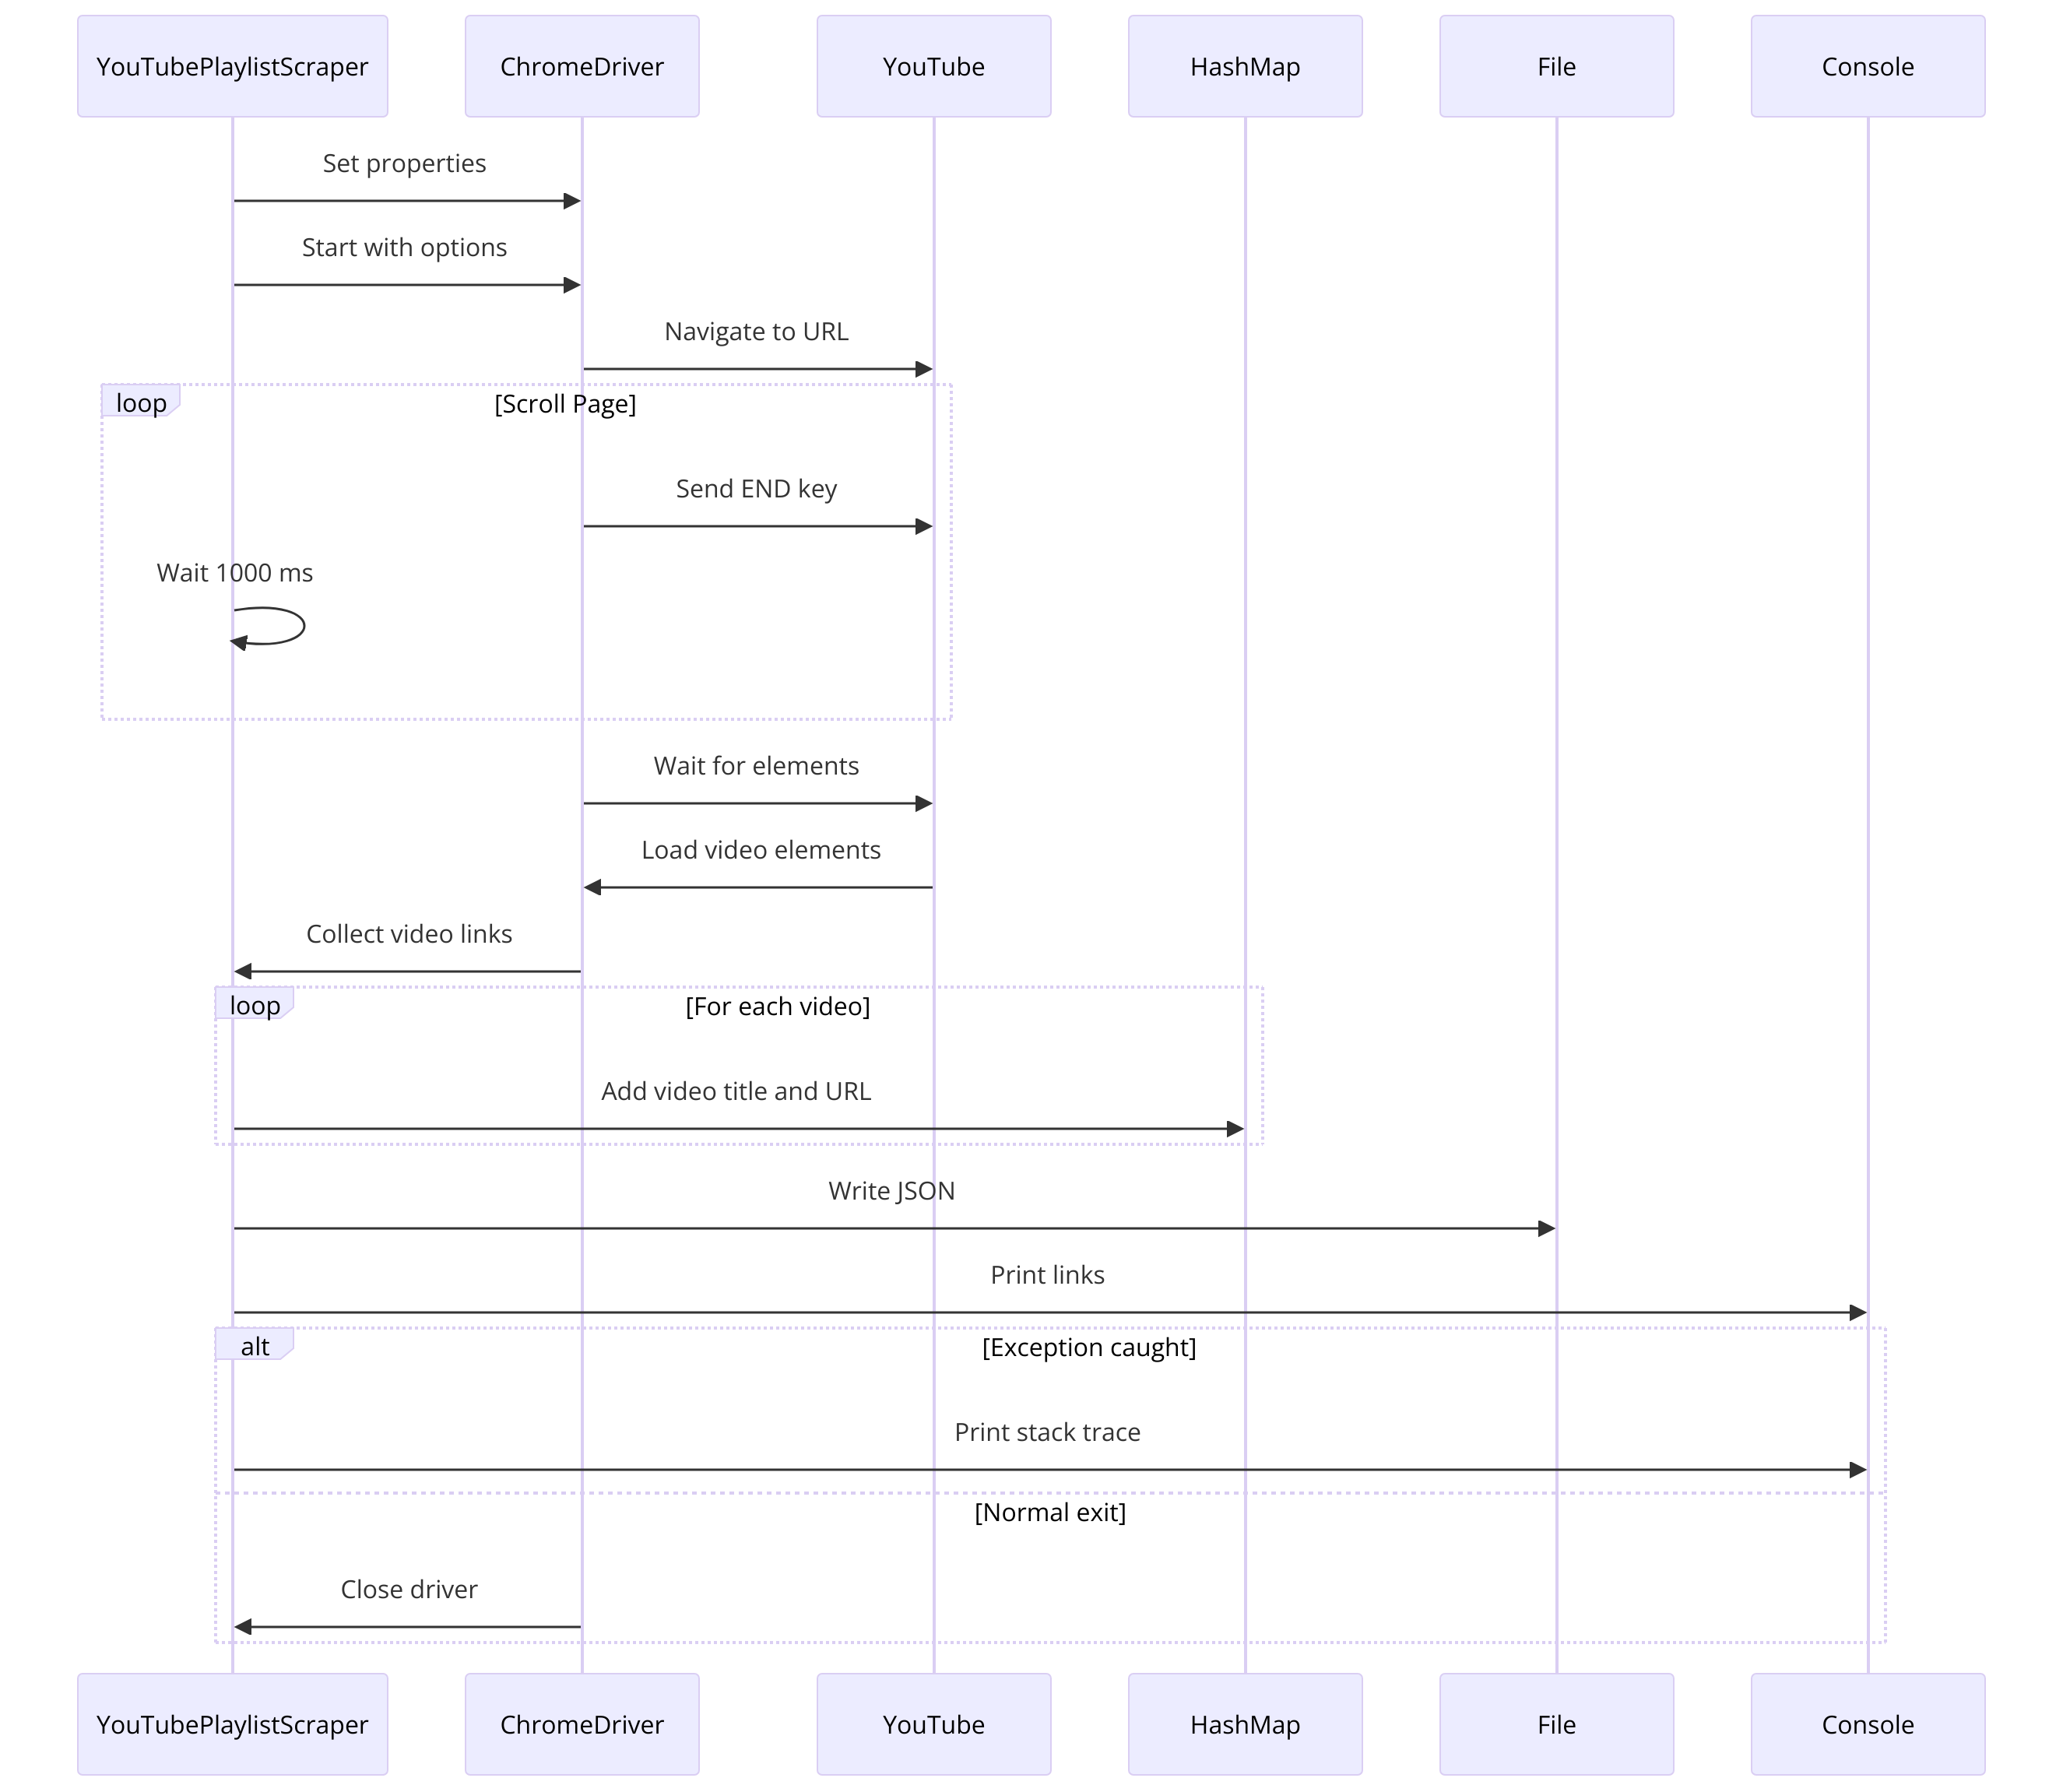 YouTubePlaylistScraper ChromeDriver YouTube HashMap File Console
Set properties
Start with options
Navigate to URL
loop [Scroll Page]
Send END key
Wait 1000 ms
Wait for elements
Load video elements
Collect video links
loop [For each video]
Add video title and URL
Write JSON
Print links
alt [Exception caught]
Print stack trace
[Normal exit]
Close driver
YouTubePlaylistScraper ChromeDriver YouTube HashMap File Console